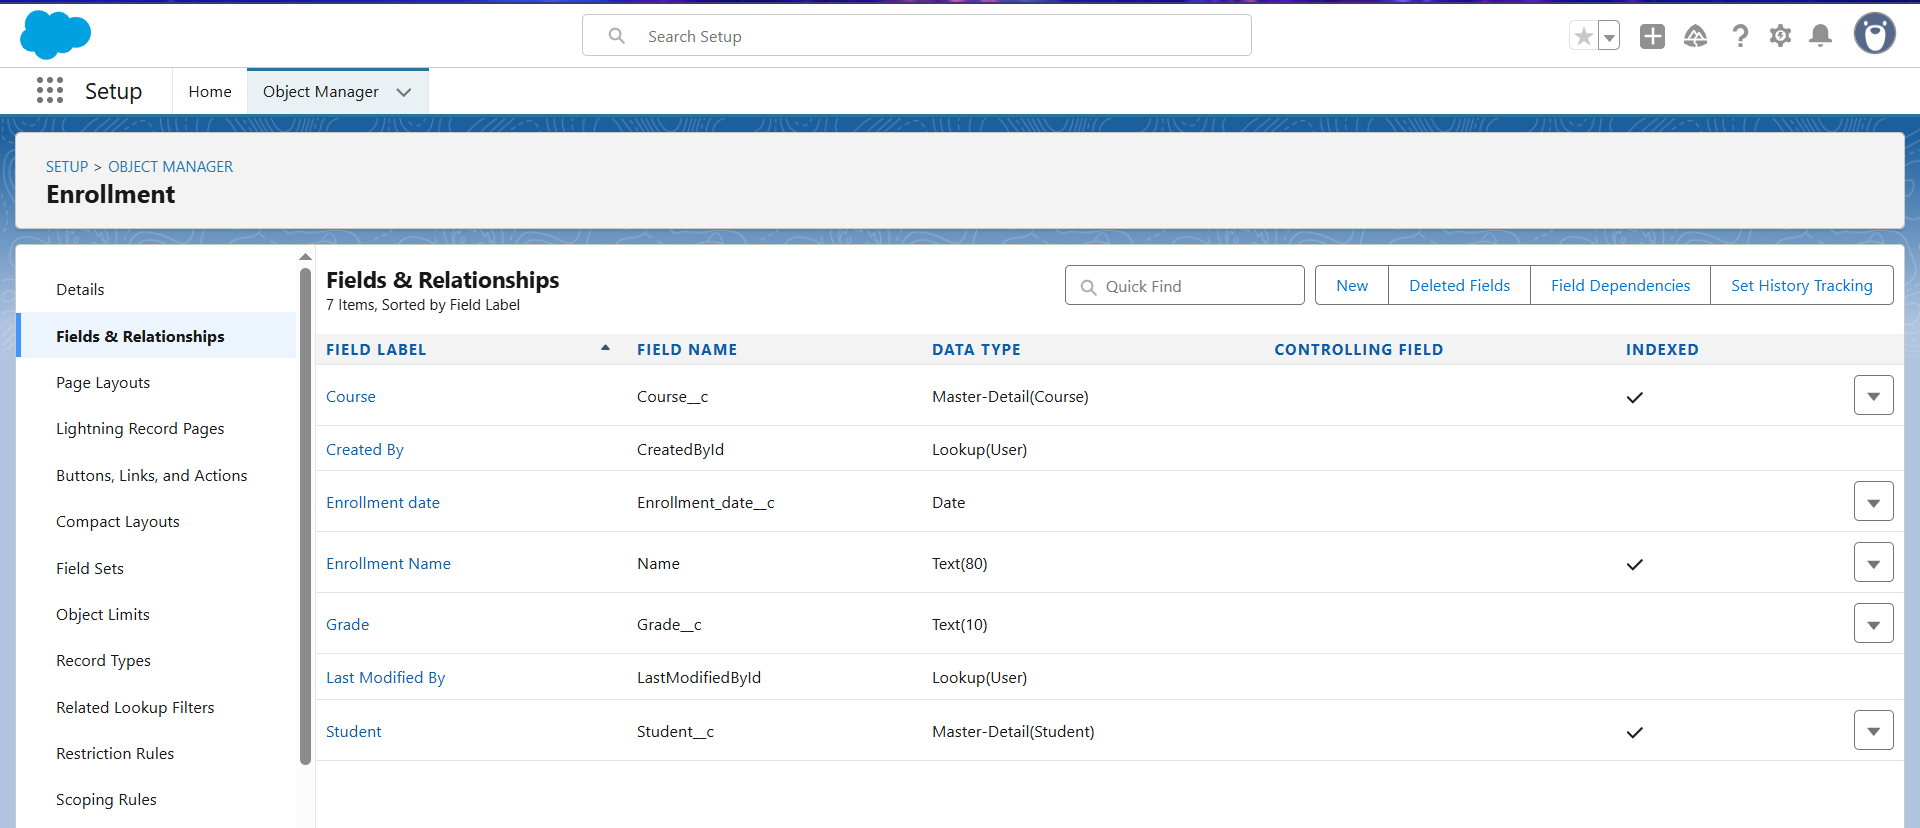 Search Setup
Setup
Home
Object Manager
SETUP > OBJECT MANAGER
Enrollment
Details
Fields & Relationships
Page Layouts
Lightning Record Pages
Buttons, Links, and Actions
Compact Layouts
Field Sets
Object Limits
Record Types
Related Lookup Filters
Restriction Rules
Scoping Rules
Fields & Relationships
7 Items, Sorted by Field Label
Quick Find
New
Deleted Fields
Field Dependencies
Set History Tracking
FIELD LABEL FIELD NAME DATA TYPE CONTROLLING FIELD INDEXED
Course Course__c Master-Detail(Course)
Created By CreatedById Lookup(User)
Enrollment date Enrollment_date__c Date
Enrollment Name Name Text(80)
Grade Grade__c Text(10)
Last Modified By LastModifiedById Lookup(User)
Student Student__c Master-Detail(Student)